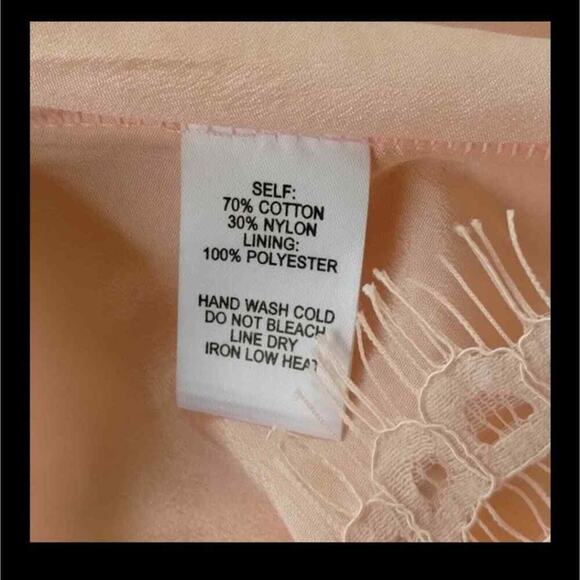 SELF:
70% COTTON
30% NYLON
LINING:
100% POLYESTER
HAND WASH COLD
DO NOT BLEACH
LINE DRY
IRON LOW HEAT